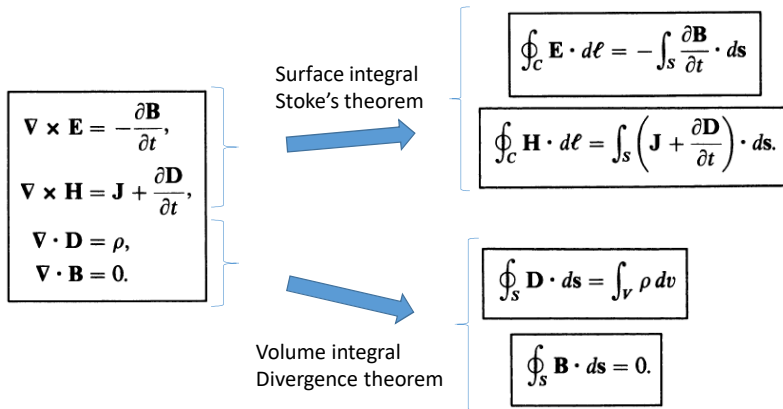 ∇ × E = −∂B/∂t,
∇ × H = J + ∂D/∂t,
∇ · D = ρ,
∇ · B = 0.
Surface integral
Stoke's theorem
∮_C E · dℓ = −∫_S ∂B/∂t · ds
∮_C H · dℓ = ∫_S (J + ∂D/∂t) · ds.
Volume integral
Divergence theorem
∮_S D · ds = ∫_V ρ dv
∮_S B · ds = 0.